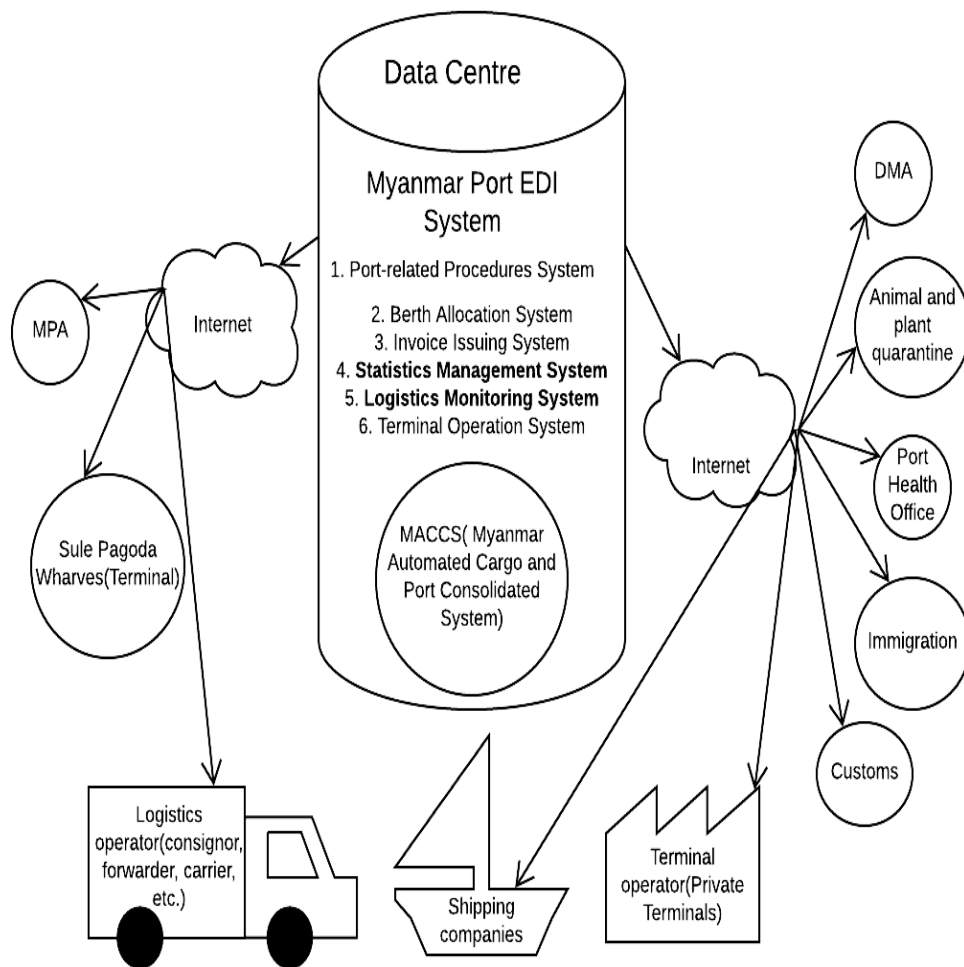 Data Centre
Myanmar Port EDI
System
1. Port-related Procedures System
2. Berth Allocation System
3. Invoice Issuing System
4. Statistics Management System
5. Logistics Monitoring System
6. Terminal Operation System
MACCS( Myanmar
Automated Cargo and
Port Consolidated
System)
Internet
MPA
Sule Pagoda
Wharves(Terminal)
Logistics
operator(consignor,
forwarder, carrier,
etc.)
Internet
DMA
Animal and
plant
quarantine
Port
Health
Office
Immigration
Customs
Shipping
companies
Terminal
operator(Private
Terminals)